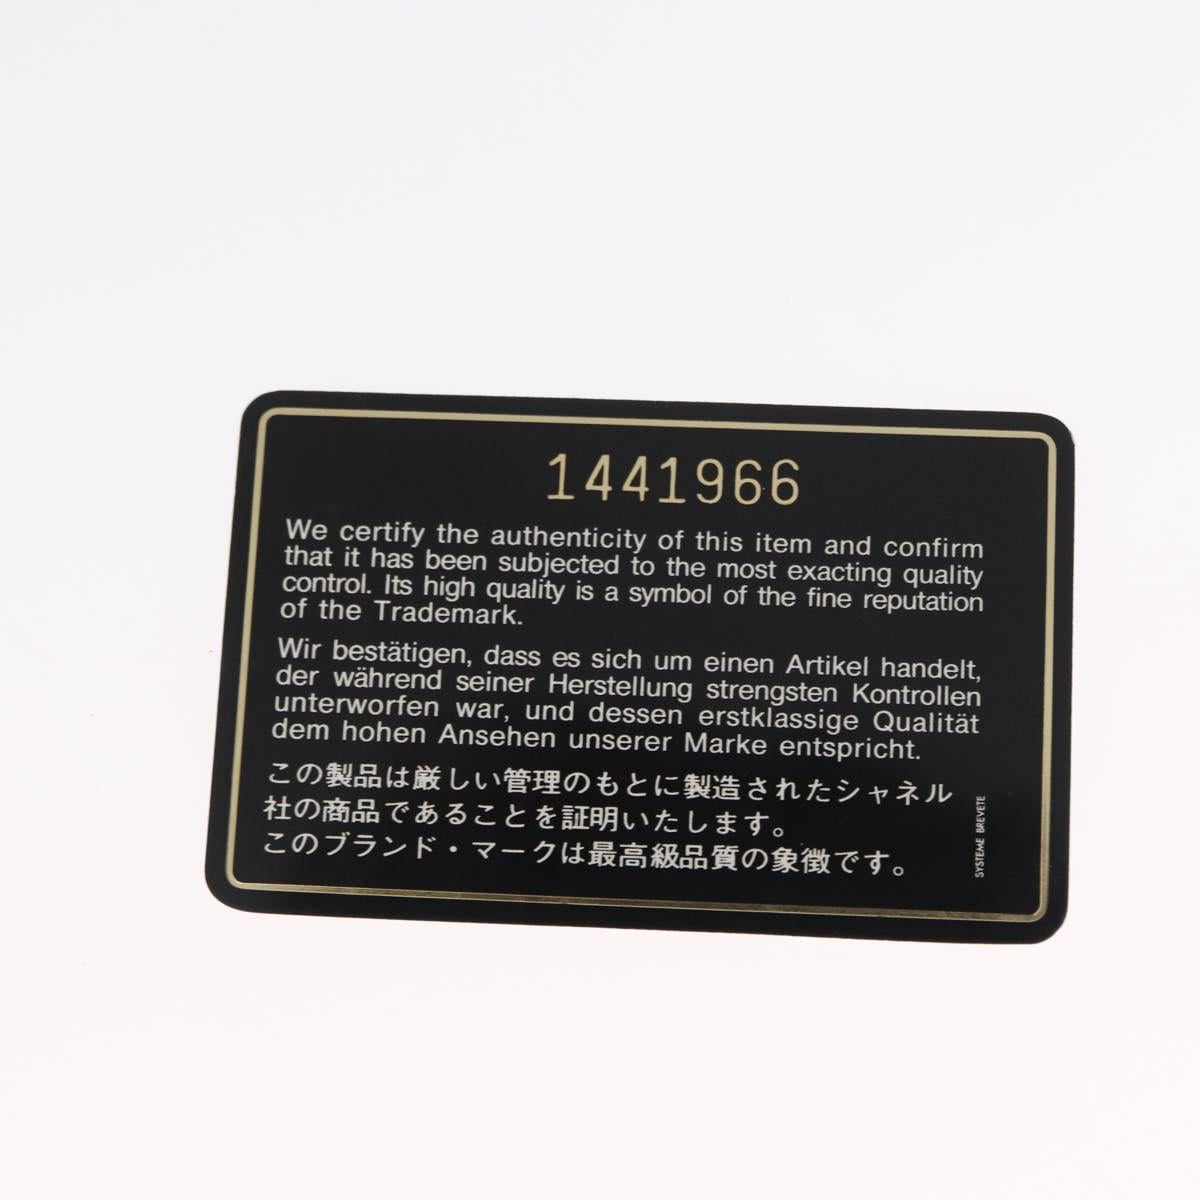 1441966
We certify the authenticity of this item and confirm
that it has been subjected to the most exacting quality
control. Its high quality is a symbol of the fine reputation
of the Trademark.
Wir bestätigen, dass es sich um einen Artikel handelt,
der während seiner Herstellung strengsten Kontrollen
unterworfen war, und dessen erstklassige Qualität
dem hohen Ansehen unserer Marke entspricht.
この製品は厳しい管理のもとに製造されたシャネル
社の商品であることを証明いたします。
このブランド・マークは最高級品質の象徴です。
SYSTEME BREVETE